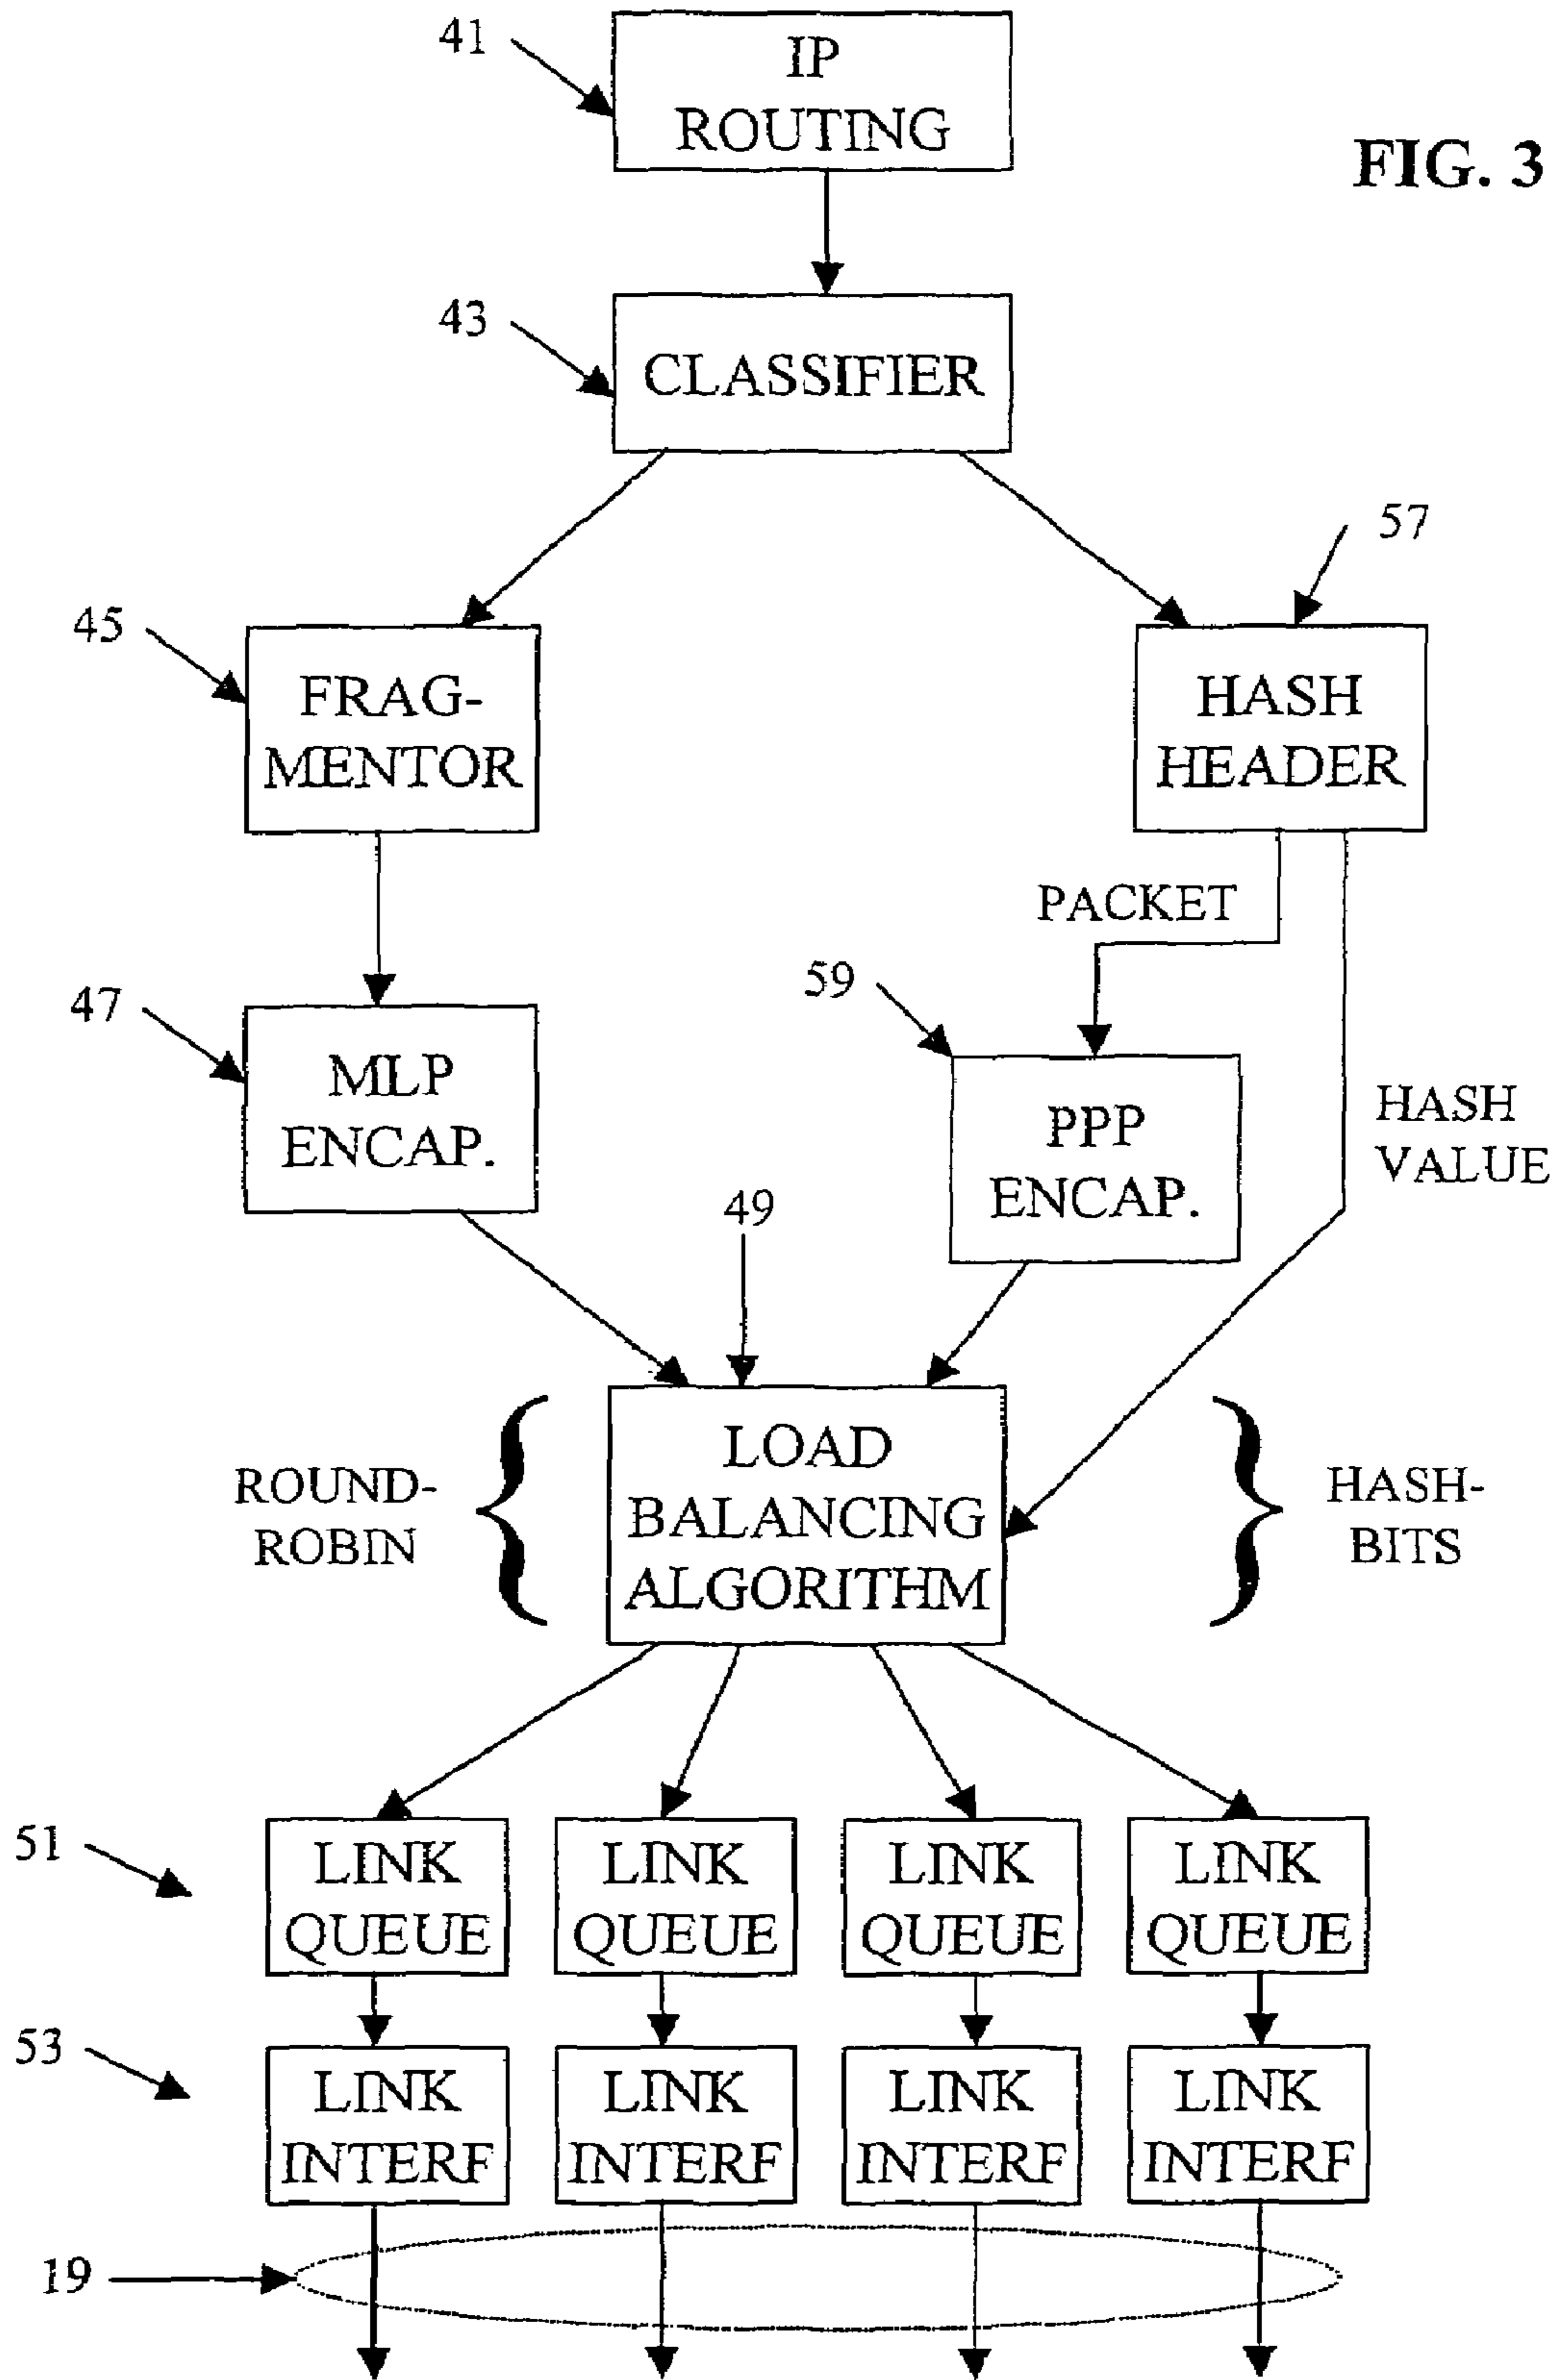 41
IP
ROUTING
FIG. 3
43
CLASSIFIER
57
45
FRAG-
MENTOR
HASH
HEADER
PACKET
59
47
MLP
ENCAP.
PPP
ENCAP.
HASH
VALUE
49
ROUND-
ROBIN
LOAD
BALANCING
ALGORITHM
HASH-
BITS
51
LINK
QUEUE
LINK
QUEUE
LINK
QUEUE
LINK
QUEUE
53
LINK
INTERF
LINK
INTERF
LINK
INTERF
LINK
INTERF
19